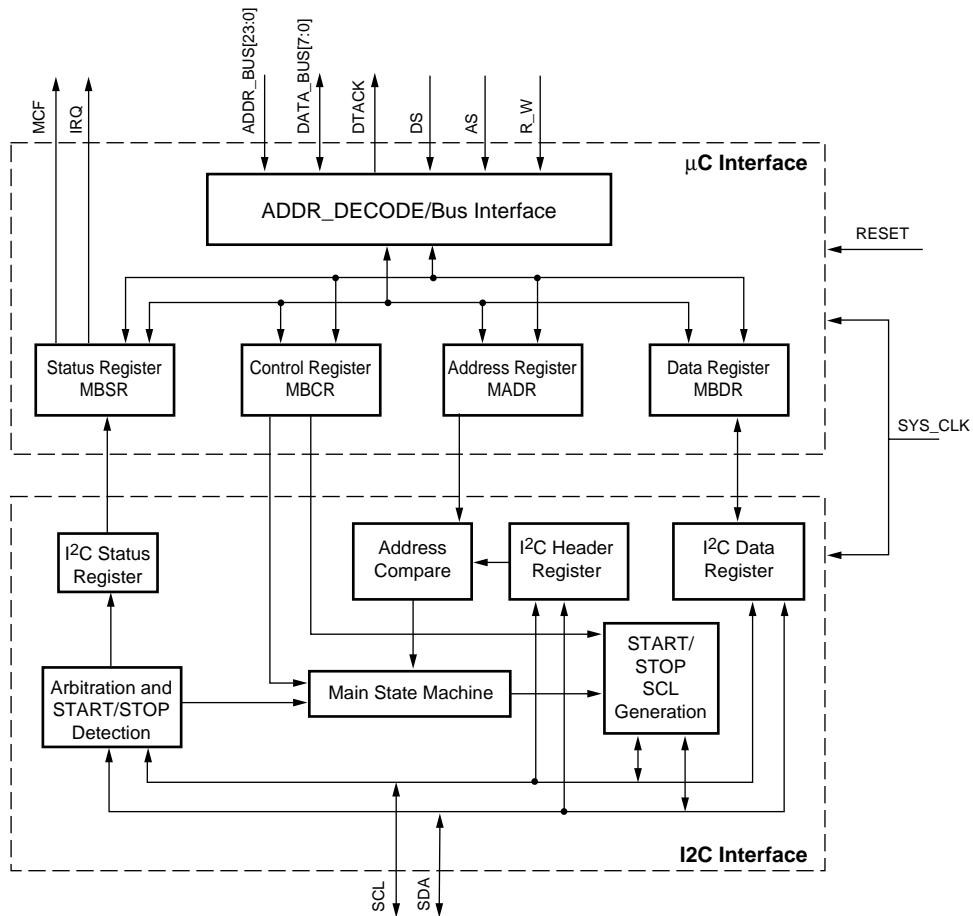 MCF
IRQ
ADDR_BUS[23:0]
DATA_BUS[7:0]
DTACK
DS
AS
R_W
μC Interface
ADDR_DECODE/Bus Interface
RESET
Status Register
MBSR
Control Register
MBCR
Address Register
MADR
Data Register
MBDR
SYS_CLK
I2C Status
Register
Address
Compare
I2C Header
Register
I2C Data
Register
START/
STOP
SCL
Generation
Arbitration and
START/STOP
Detection
Main State Machine
I2C Interface
SCL
SDA